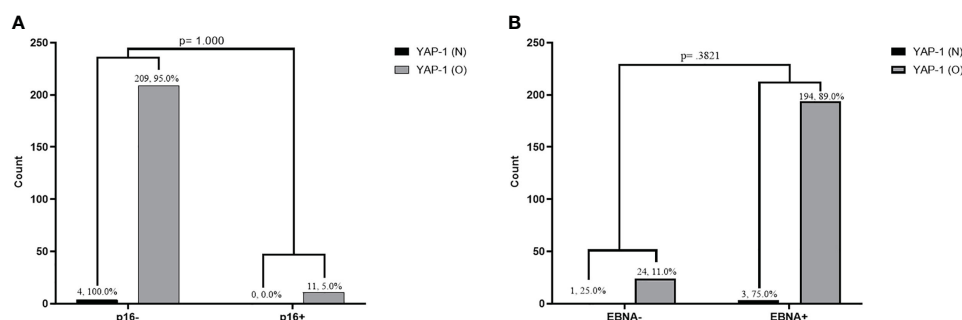 A
p= 1.000
YAP-1 (N)
YAP-1 (O)
250
200
150
100
50
0
Count
209, 95.0%
4, 100.0%
0, 0.0%
11, 5.0%
p16-
p16+
B
p= .3821
YAP-1 (N)
YAP-1 (O)
250
200
150
100
50
0
Count
194, 89.0%
24, 11.0%
1, 25.0%
3, 75.0%
EBNA-
EBNA+